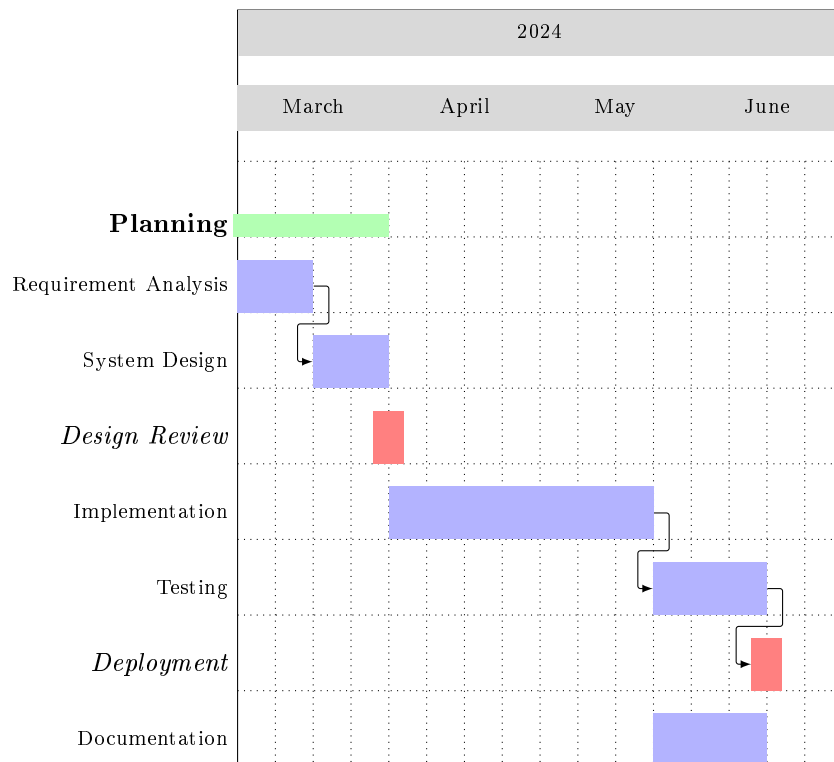 2024
March April May June
Planning
Requirement Analysis
System Design
Design Review
Implementation
Testing
Deployment
Documentation